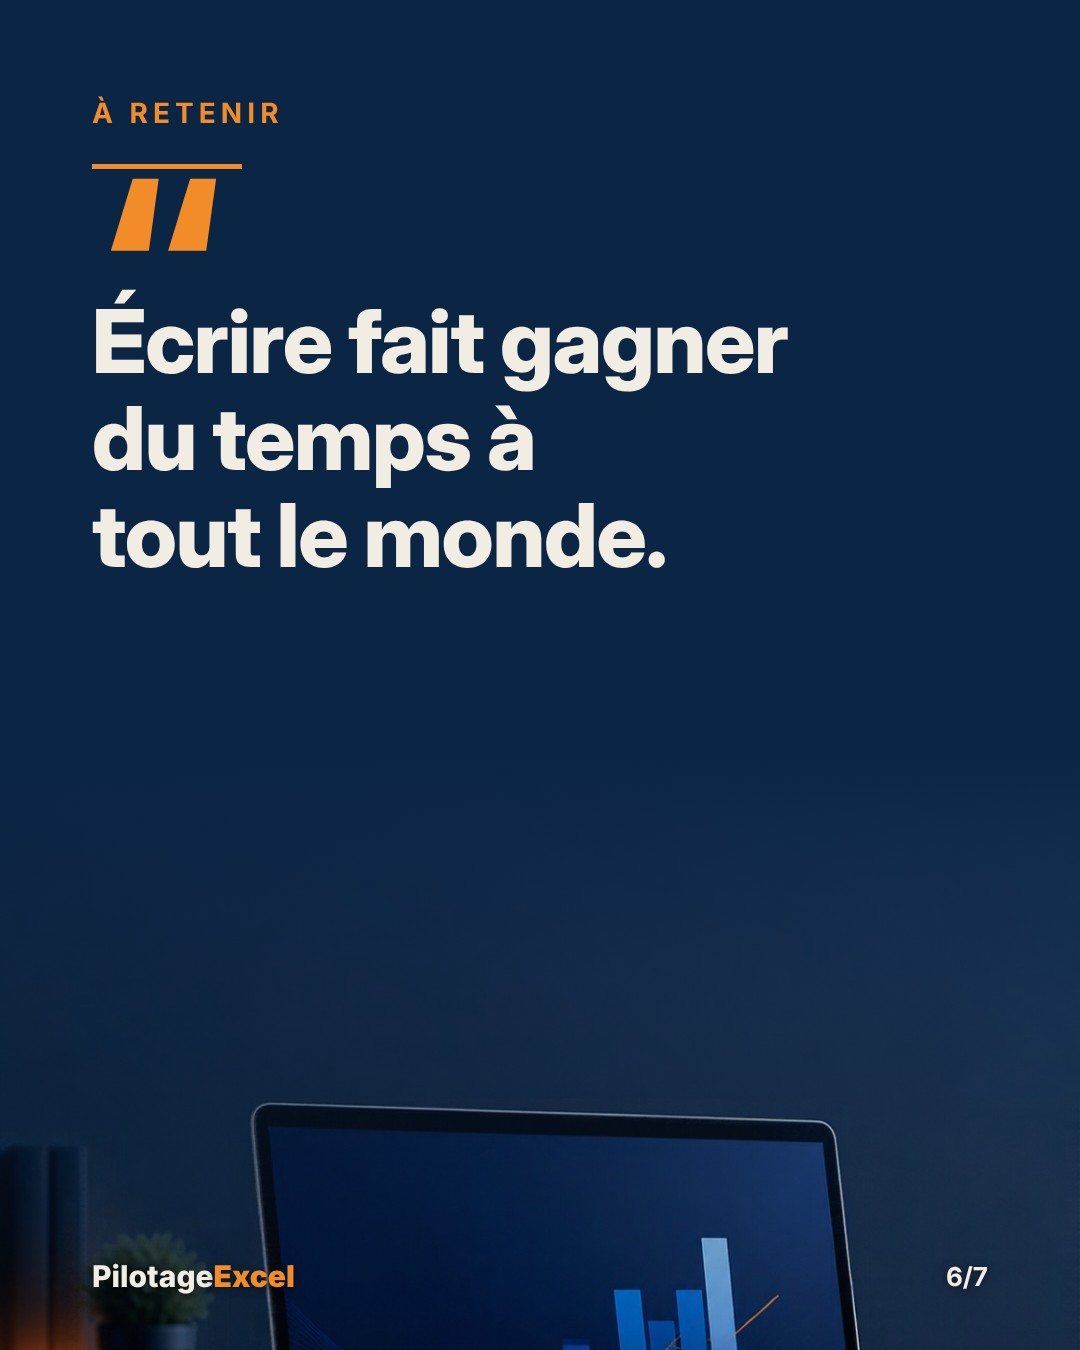 À RETENIR
"
Écrire fait gagner
du temps à
tout le monde.
PilotageExcel
6/7